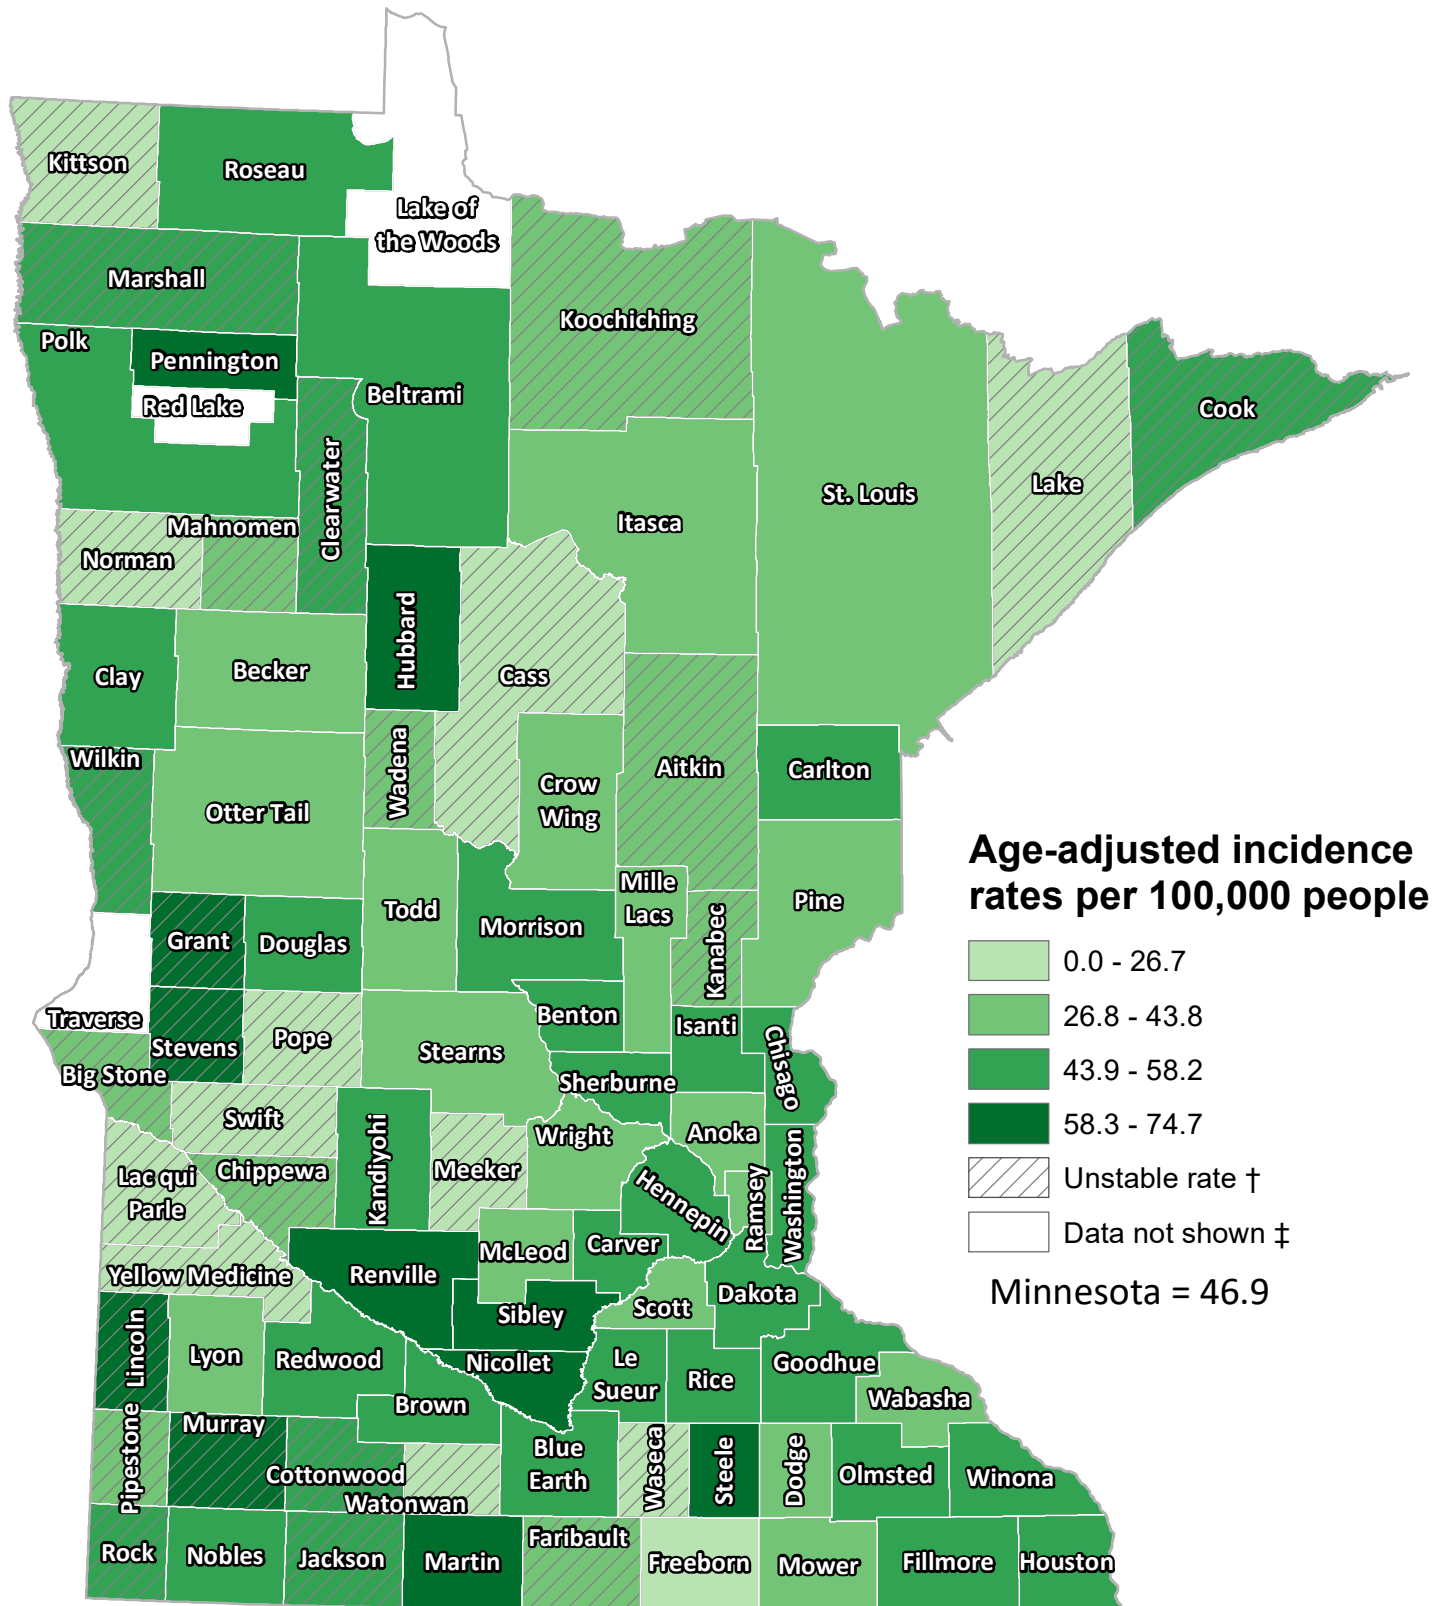 Kittson
Roseau
Lake of
the Woods
Marshall
Koochiching
Polk
Pennington
Beltrami
Red Lake
Cook
Clearwater
Lake
St. Louis
Itasca
Mahnomen
Norman
Hubbard
Cass
Clay
Becker
Wilkin
Wadena
Aitkin
Carlton
Crow
Wing
Otter Tail
Age-adjusted incidence
rates per 100,000 people
0.0 - 26.7
26.8 - 43.8
43.9 - 58.2
58.3 - 74.7
Unstable rate †
Data not shown ‡
Minnesota = 46.9
Mille
Lacs
Pine
Todd
Morrison
Kanabec
Grant
Douglas
Traverse
Benton
Isanti
Chisago
Stevens
Pope
Stearns
Big Stone
Sherburne
Swift
Kandiyohi
Wright
Anoka
Washington
Lac qui
Parle
Chippewa
Meeker
Hennepin
Ramsey
McLeod
Carver
Yellow Medicine
Renville
Dakota
Sibley
Scott
Lincoln
Lyon
Redwood
Nicollet
Le
Sueur
Rice
Goodhue
Wabasha
Brown
Pipestone
Murray
Cottonwood
Watonwan
Blue
Earth
Waseca
Steele
Dodge
Olmsted
Winona
Rock
Nobles
Jackson
Martin
Faribault
Freeborn
Mower
Fillmore
Houston